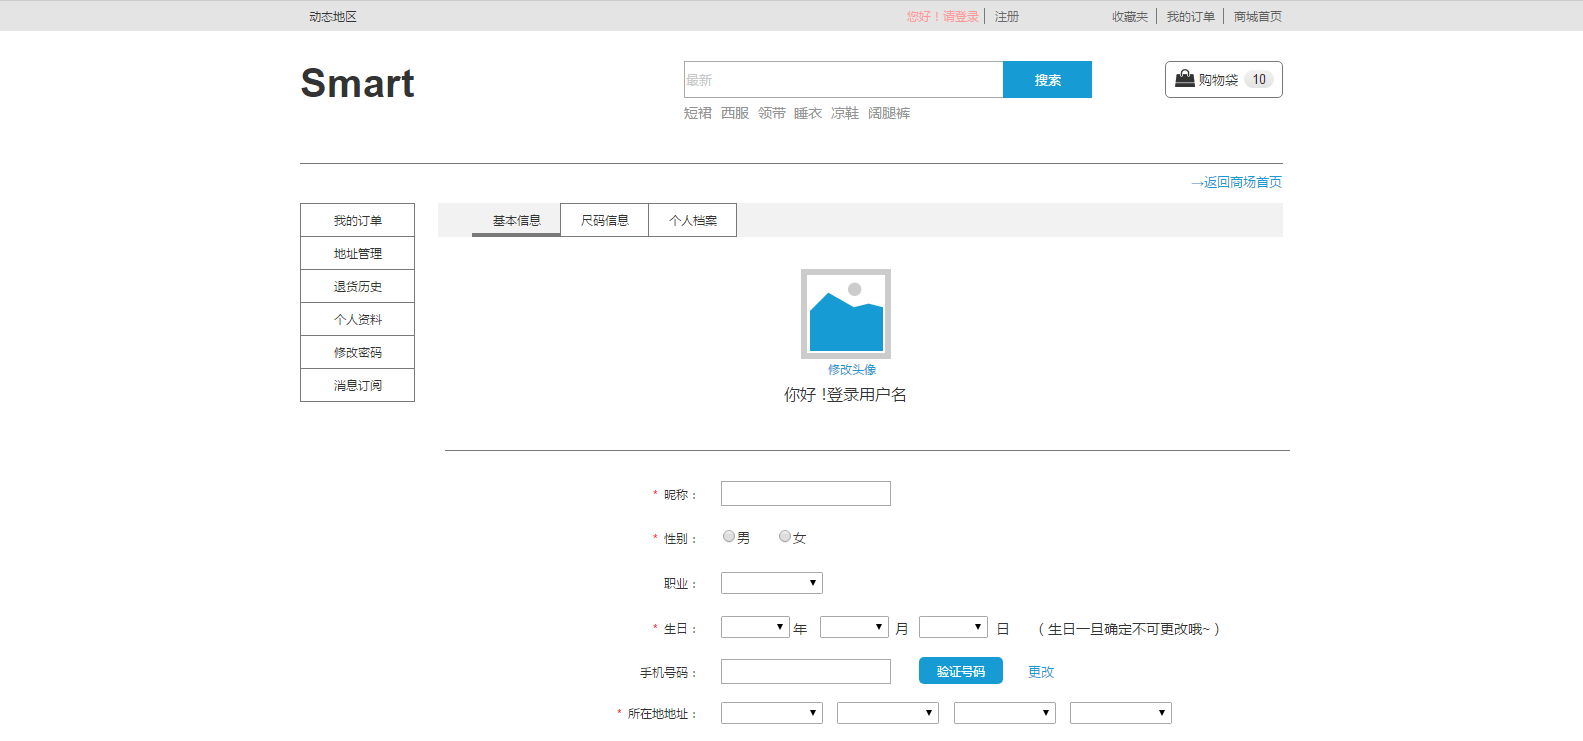 动态地区 您好！请登录 注册 收藏夹 我的订单 商城首页
Smart 最新 搜索 购物袋 10
短裙 西服 领带 睡衣 凉鞋 阔腿裤
→返回商场首页
我的订单 基本信息 尺码信息 个人档案
地址管理
退货历史
个人资料
修改密码
消息订阅
修改头像
你好 !登录用户名
* 昵称：
* 性别： 男 女
职业：
* 生日： 年 月 日 （ 生日一旦确定不可更改哦~ ）
手机号码： 验证号码 更改
* 所在地地址：